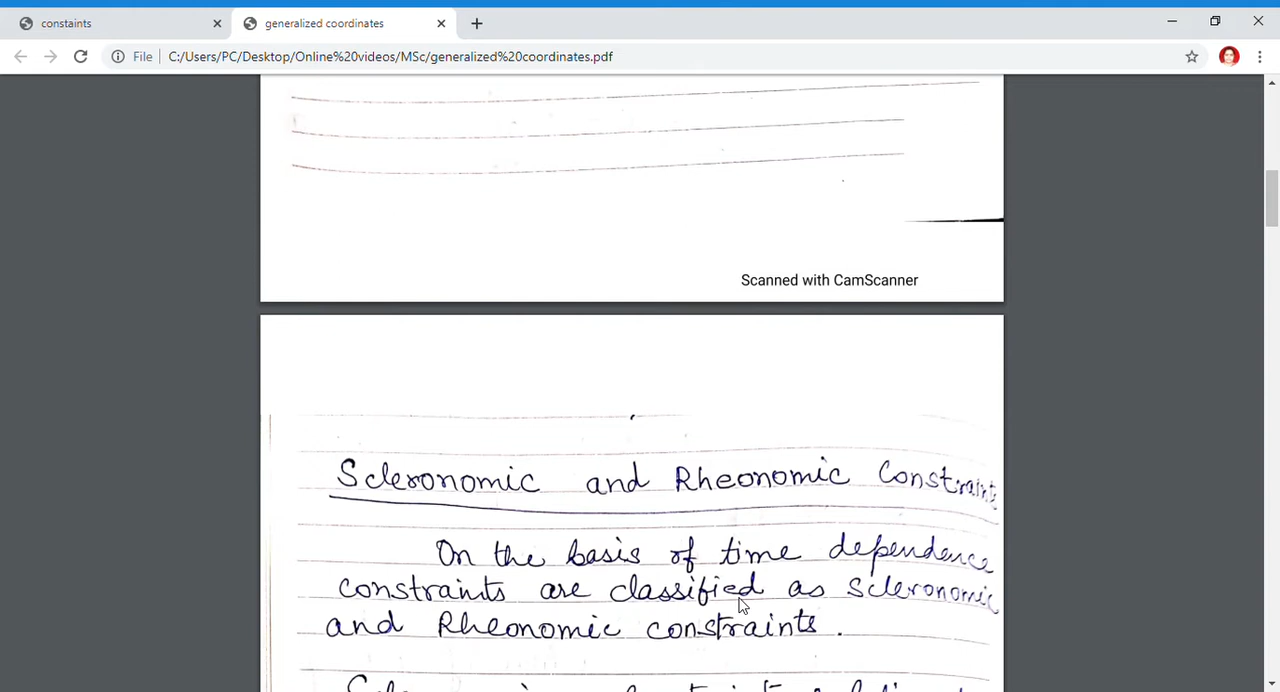 constaints
generalized coordinates
File C:/Users/PC/Desktop/Online%20videos/MSc/generalized%20coordinates.pdf
Scanned with CamScanner
Scleronomic and Rheonomic Constraints
On the basis of time dependence
constraints are classified as Scleronomic
and Rheonomic constraints.